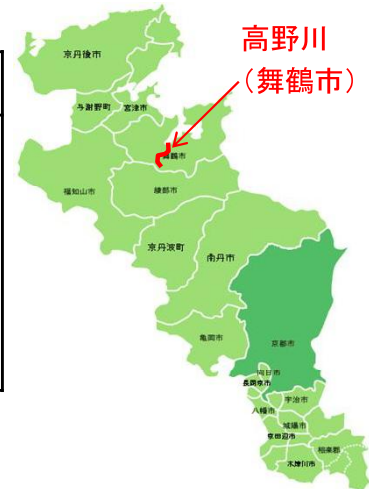 高野川
（舞鶴市）
京丹後市
与謝野町
宮津市
舞鶴市
福知山市
綾部市
京丹波町
南丹市
亀岡市
京都市
向日市
長岡京市
八幡市
宇治市
城陽市
京田辺市
相楽郡
木津川市